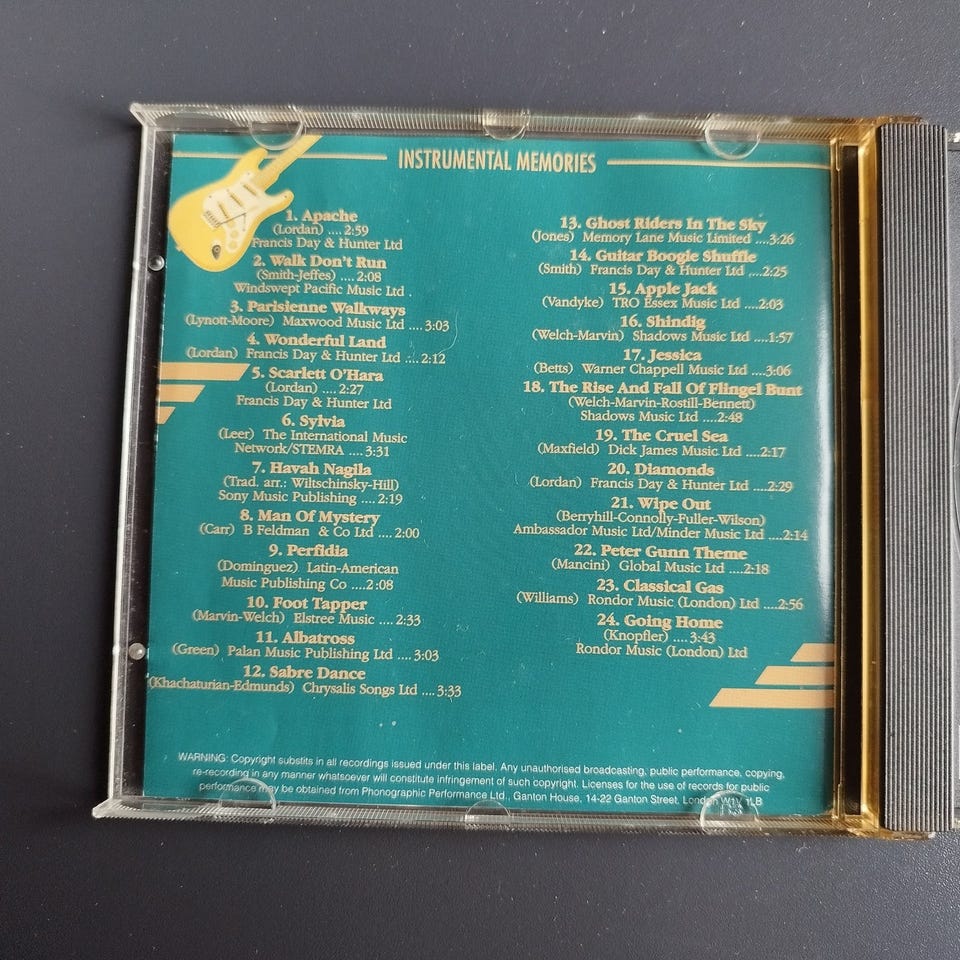 INSTRUMENTAL MEMORIES
1. Apache
(Lordan) ....2:59
Francis Day & Hunter Ltd
2. Walk Don't Run
(Smith-Jeffes) ....2:08
Windswept Pacific Music Ltd .
3. Parisienne Walkways
(Lynott-Moore) Maxwood Music Ltd ....3:03
4. Wonderful Land
(Lordan) Francis Day & Hunter Ltd ....2:12
5. Scarlett O'Hara
(Lordan) ....2:27
Francis Day & Hunter Ltd
6. Sylvia
(Leer) The International Music
Network/STEMRA ....3:31
7. Havah Nagila
(Trad. arr.: Wiltschinsky-Hill)
Sony Music Publishing ....2:19
8. Man Of Mystery
(Carr) B Feldman & Co Ltd ....2:00
9. Perfidia
(Dominguez) Latin-American
Music Publishing Co ....2:08
10. Foot Tapper
(Marvin-Welch) Elstree Music ....2:33
11. Albatross
(Green) Palan Music Publishing Ltd ....3:03
12. Sabre Dance
(Khachaturian-Edmunds) Chrysalis Songs Ltd ....3:33
13. Ghost Riders In The Sky
(Jones) Memory Lane Music Limited ....3:26
14. Guitar Boogie Shuffle
(Smith) Francis Day & Hunter Ltd ....2:25
15. Apple Jack
(Vandyke) TRO Essex Music Ltd ....2:03
16. Shindig
(Welch-Marvin) Shadows Music Ltd ....1:57
17. Jessica
(Betts) Warner Chappell Music Ltd ....3:06
18. The Rise And Fall Of Flingel Bunt
(Welch-Marvin-Rostill-Bennett)
Shadows Music Ltd ....2:48
19. The Cruel Sea
(Maxfield) Dick James Music Ltd ....2:17
20. Diamonds
(Lordan) Francis Day & Hunter Ltd ....2:29
21. Wipe Out
(Berryhill-Connolly-Fuller-Wilson)
Ambassador Music Ltd/Minder Music Ltd ....2:14
22. Peter Gunn Theme
(Mancini) Global Music Ltd ....2:18
23. Classical Gas
(Williams) Rondor Music (London) Ltd ....2:56
24. Going Home
(Knopfler) ....3:43
Rondor Music (London) Ltd
WARNING: Copyright substits in all recordings issued under this label. Any unauthorised broadcasting, public performance, copying,
re-recording in any manner whatsoever will constitute infringement of such copyright. Licenses for the use of records for public
performance may be obtained from Phonographic Performance Ltd., Ganton House, 14-22 Ganton Street, London W1V 1LB